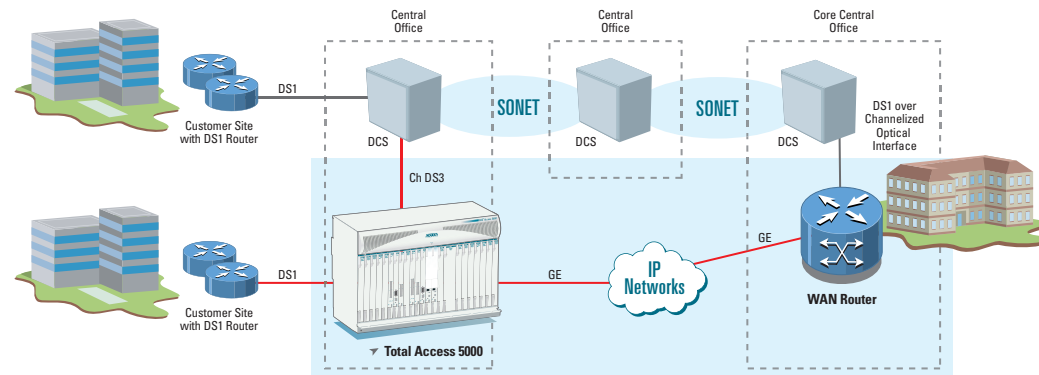 Central
Office
Central
Office
Core Central
Office
DS1
SONET
SONET
DS1 over
Channelized
Optical
Interface
Customer Site
with DS1 Router
DCS
DCS
DCS
Ch DS3
DS1
GE
IP
Networks
GE
WAN Router
Customer Site
with DS1 Router
Total Access 5000